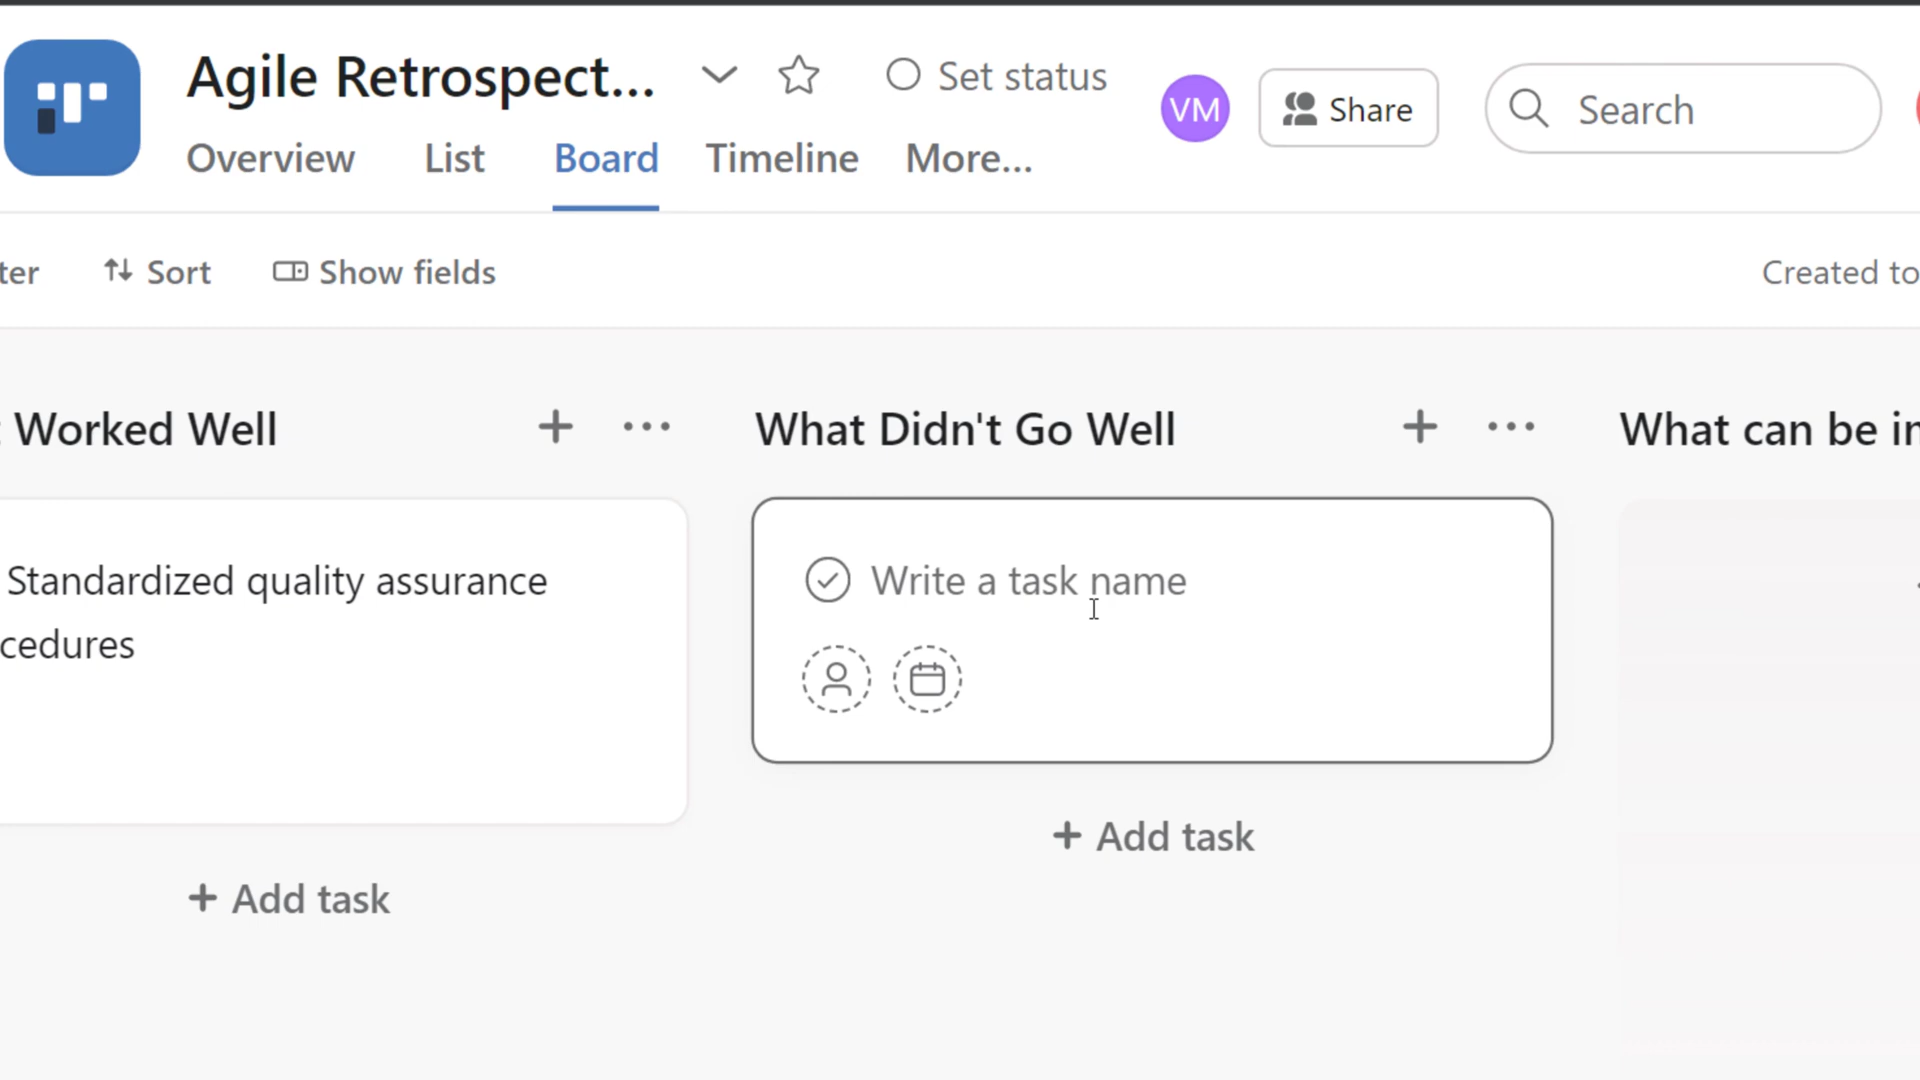 Agile Retrospect...
Set status
VM
Share
Search
Overview
List
Board
Timeline
More...
ter
Sort
Show fields
Created to
Worked Well
What Didn't Go Well
What can be in
Standardized quality assurance
cedures
Write a task name
Add task
Add task